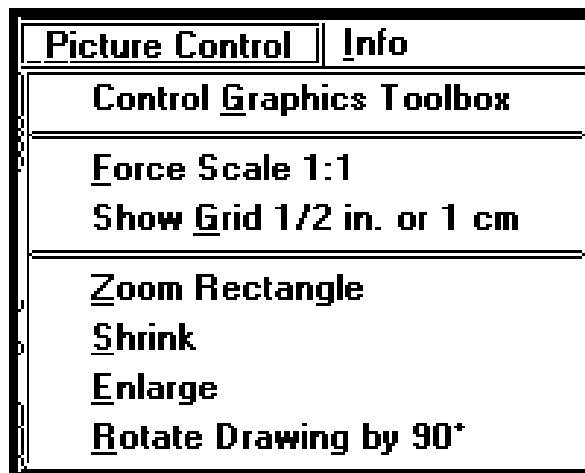 Picture Control Info
Control Graphics Toolbox
Force Scale 1:1
Show Grid 1/2 in. or 1 cm
Zoom Rectangle
Shrink
Enlarge
Rotate Drawing by 90°